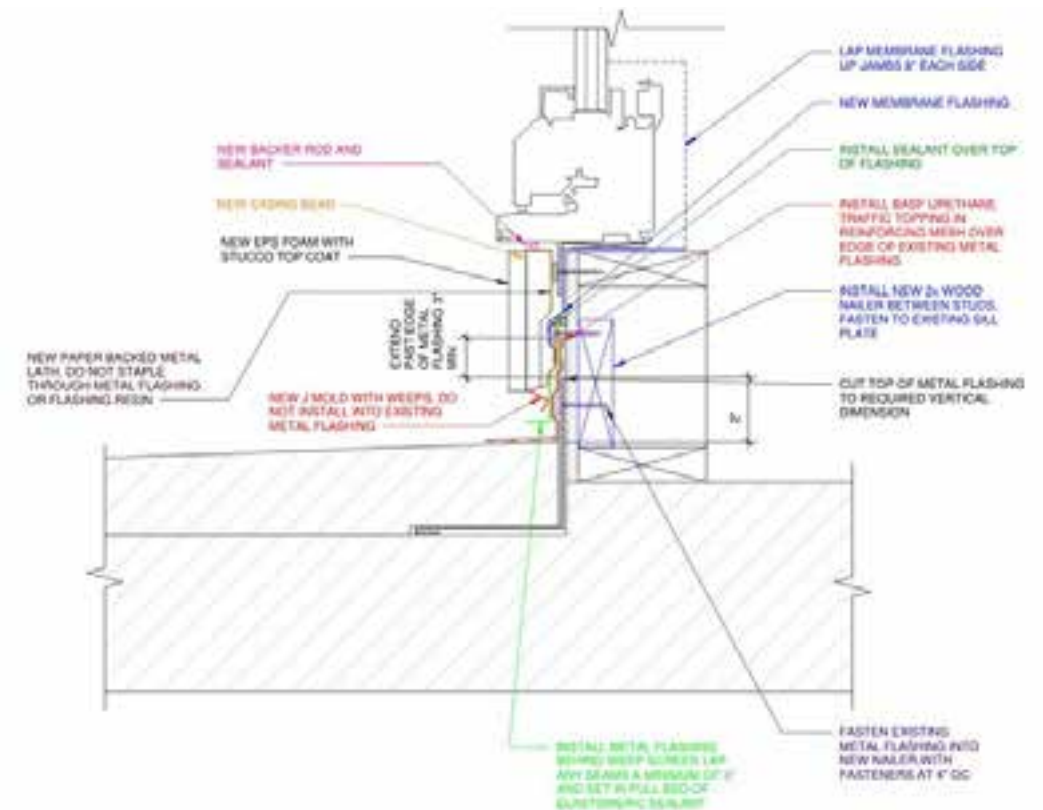 LAP MEMBRANE FLASHING
UP JAMBS 8" EACH SIDE
NEW MEMBRANE FLASHING
INSTALL SEALANT OVER TOP
OF FLASHING
INSTALL BASF URETHANE
TRAFFIC TOPPING IN
REINFORCING MESH OVER
EDGE OF EXISTING METAL
FLASHING
INSTALL NEW 2x WOOD
NAILER BETWEEN STUDS,
FASTEN TO EXISTING SILL
PLATE
CUT TOP OF METAL FLASHING
TO REQUIRED VERTICAL
DIMENSION
NEW BACKER ROD AND
SEALANT
NEW CASING BEAD
NEW EPS FOAM WITH
STUCCO TOP COAT
EXTEND
PAST EDGE
OF METAL
FLASHING 3"
MIN
NEW PAPER BACKED METAL
LATH. DO NOT STAPLE
THROUGH METAL FLASHING
OR FLASHING RESIN
NEW J MOLD WITH WEEPS. DO
NOT INSTALL INTO EXISTING
METAL FLASHING
FASTEN EXISTING
METAL FLASHING INTO
NEW NAILER WITH
FASTENERS AT 4" OC
INSTALL METAL FLASHING
BEHIND WEEP SCREEN LAP
ANY SEAMS A MINIMUM OF
AND SET IN FULL BED OF
ELASTOMERIC SEALANT